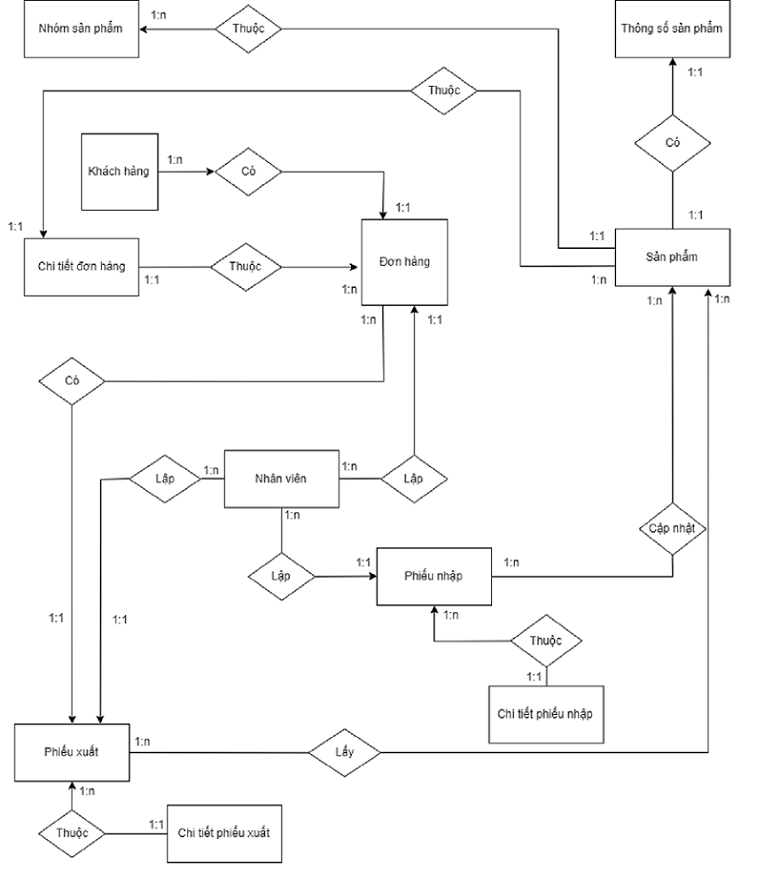 Nhóm sản phẩm
1:n
Thuộc
Thông số sản phẩm
1:1
Thuộc
Có
Khách hàng
1:n
Có
1:1
1:1
1:1
1:1
Chi tiết đơn hàng
1:1
Thuộc
1:n
Đơn hàng
Sản phẩm
1:n
1:n
1:1
1:n
1:n
Có
Lập
1:n
Nhân viên
1:n
Lập
1:n
Cập nhật
Lập
1:1
Phiếu nhập
1:n
1:1
1:1
1:n
Thuộc
1:1
Chi tiết phiếu nhập
Phiếu xuất
1:n
Lấy
1:n
Thuộc
1:1
Chi tiết phiếu xuất